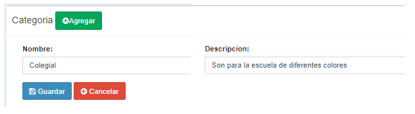 Categoria Agregar
Nombre: Descripcion:
Colegial Son para la escuela de diferentes colores
Guardar Cancelar